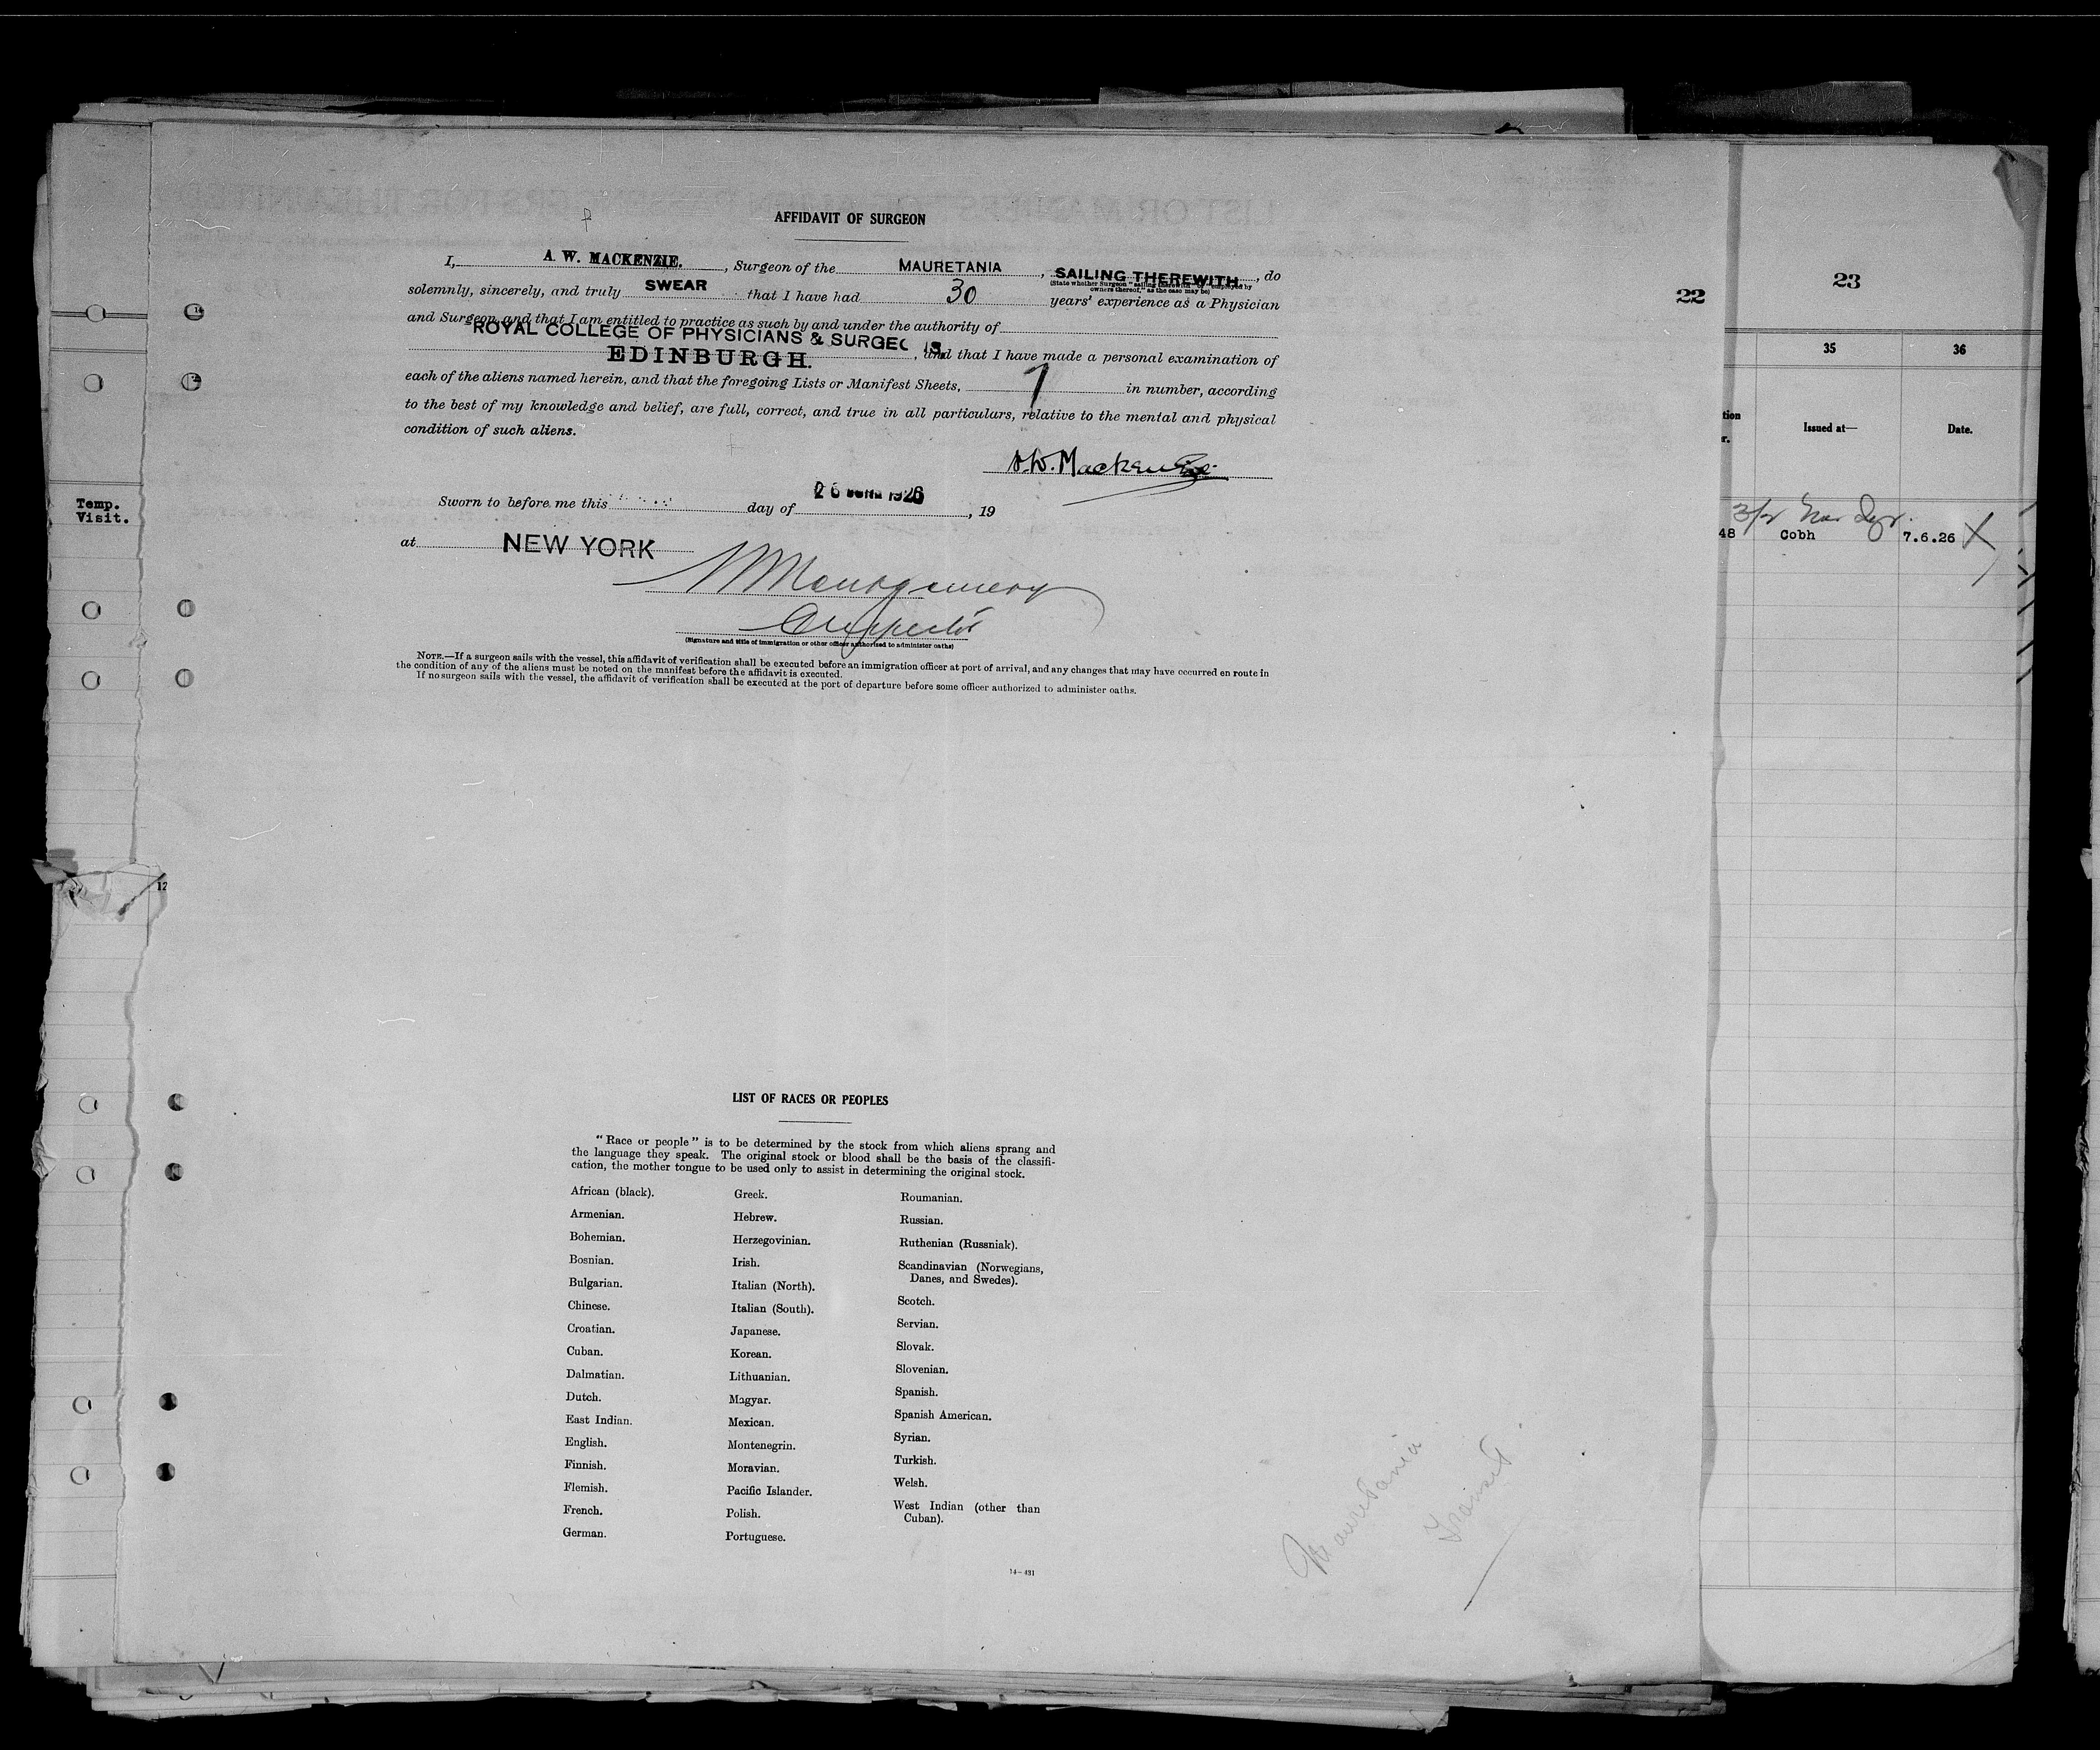 AFFIDAVIT OF SURGEON
I, A. W. MACKENZIE. , Surgeon of the MAURETANIA , SAILING THEREWITH , do
(State whether Surgeon "sailing therewith," or "employed by
owners thereof," as the case may be)
solemnly, sincerely, and truly SWEAR that I have had 30 years' experience as a Physician
and Surgeon and that I am entitled to practice as such by and under the authority of
ROYAL COLLEGE OF PHYSICIANS & SURGEO S,
EDINBURGH. , and that I have made a personal examination of
each of the aliens named herein, and that the foregoing Lists or Manifest Sheets, 1 in number, according
to the best of my knowledge and belief, are full, correct, and true in all particulars, relative to the mental and physical
condition of such aliens.
A.W. Mackenzie
Sworn to before me this day of 26 1926 , 19
at NEW YORK
Montgomery
Inspector
(Signature and title of immigration or other officer authorized to administer oaths)
NOTE.—If a surgeon sails with the vessel, this affidavit of verification shall be executed before an immigration officer at port of arrival, and any changes that may have occurred en route in
the condition of any of the aliens must be noted on the manifest before the affidavit is executed.
If no surgeon sails with the vessel, the affidavit of verification shall be executed at the port of departure before some officer authorized to administer oaths.
LIST OF RACES OR PEOPLES
"Race or people" is to be determined by the stock from which aliens sprang and
the language they speak. The original stock or blood shall be the basis of the classifi-
cation, the mother tongue to be used only to assist in determining the original stock.
African (black).
Armenian.
Bohemian.
Bosnian.
Bulgarian.
Chinese.
Croatian.
Cuban.
Dalmatian.
Dutch.
East Indian.
English.
Finnish.
Flemish.
French.
German.
Greek.
Hebrew.
Herzegovinian.
Irish.
Italian (North).
Italian (South).
Japanese.
Korean.
Lithuanian.
Magyar.
Mexican.
Montenegrin.
Moravian.
Pacific Islander.
Polish.
Portuguese.
Roumanian.
Russian.
Ruthenian (Russniak).
Scandinavian (Norwegians,
Danes, and Swedes).
Scotch.
Servian.
Slovak.
Slovenian.
Spanish.
Spanish American.
Syrian.
Turkish.
Welsh.
West Indian (other than
Cuban).
14—431
Mauretania
Transit
22
Temp.
Visit.
12
23
35
36
tion
r.
Issued at—
Date.
48
Cobh
7.6.26